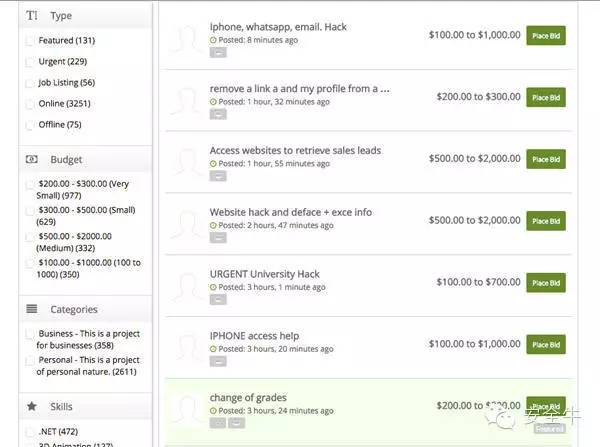 Type
Featured (131)
Urgent (229)
Job Listing (56)
Online (3251)
Offline (75)
Budget
$200.00 - $300.00 (Very
Small) (977)
$300.00 - $500.00 (Small)
(629)
$500.00 - $2000.00
(Medium) (332)
$100.00 - $1000.00 (100 to
1000) (350)
Categories
Business - This is a project
for businesses (358)
Personal - This is a project
of personal nature. (2611)
Skills
.NET (472)
3D Animation (127)
Iphone, whatsapp, email. Hack
Posted: 8 minutes ago
$100.00 to $1,000.00
Place Bid
remove a link a and my profile from a ...
Posted: 1 hour, 32 minutes ago
$200.00 to $300.00
Place Bid
Access websites to retrieve sales leads
Posted: 1 hour, 55 minutes ago
$500.00 to $2,000.00
Place Bid
Website hack and deface + exce info
Posted: 2 hours, 47 minutes ago
$500.00 to $2,000.00
Place Bid
URGENT University Hack
Posted: 3 hours, 1 minute ago
$100.00 to $700.00
Place Bid
IPHONE access help
Posted: 3 hours, 20 minutes ago
$100.00 to $1,000.00
Place Bid
change of grades
Posted: 3 hours, 24 minutes ago
$200.00 to
Place Bid
Featured
安全牛